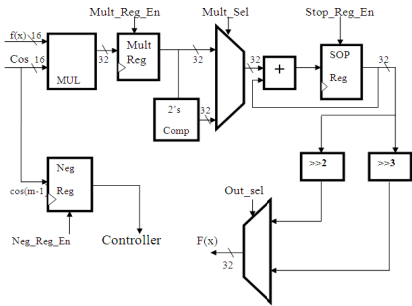 Mult_Reg_En
Mult_Sel
Stop_Reg_En
f(x) 16
Cos 16
MUL
32
Mult
Reg
32
2's
Comp
32
32
+
SOP
Reg
32
>>2
>>3
Neg
Reg
cos(m-1
Neg_Reg_En
Controller
Out_sel
F(x)
32